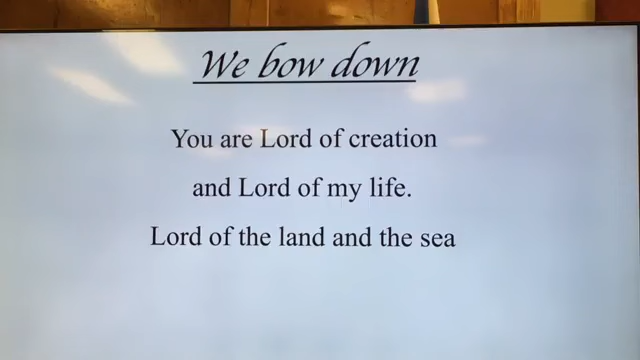 We bow down
You are Lord of creation
and Lord of my life.
Lord of the land and the sea